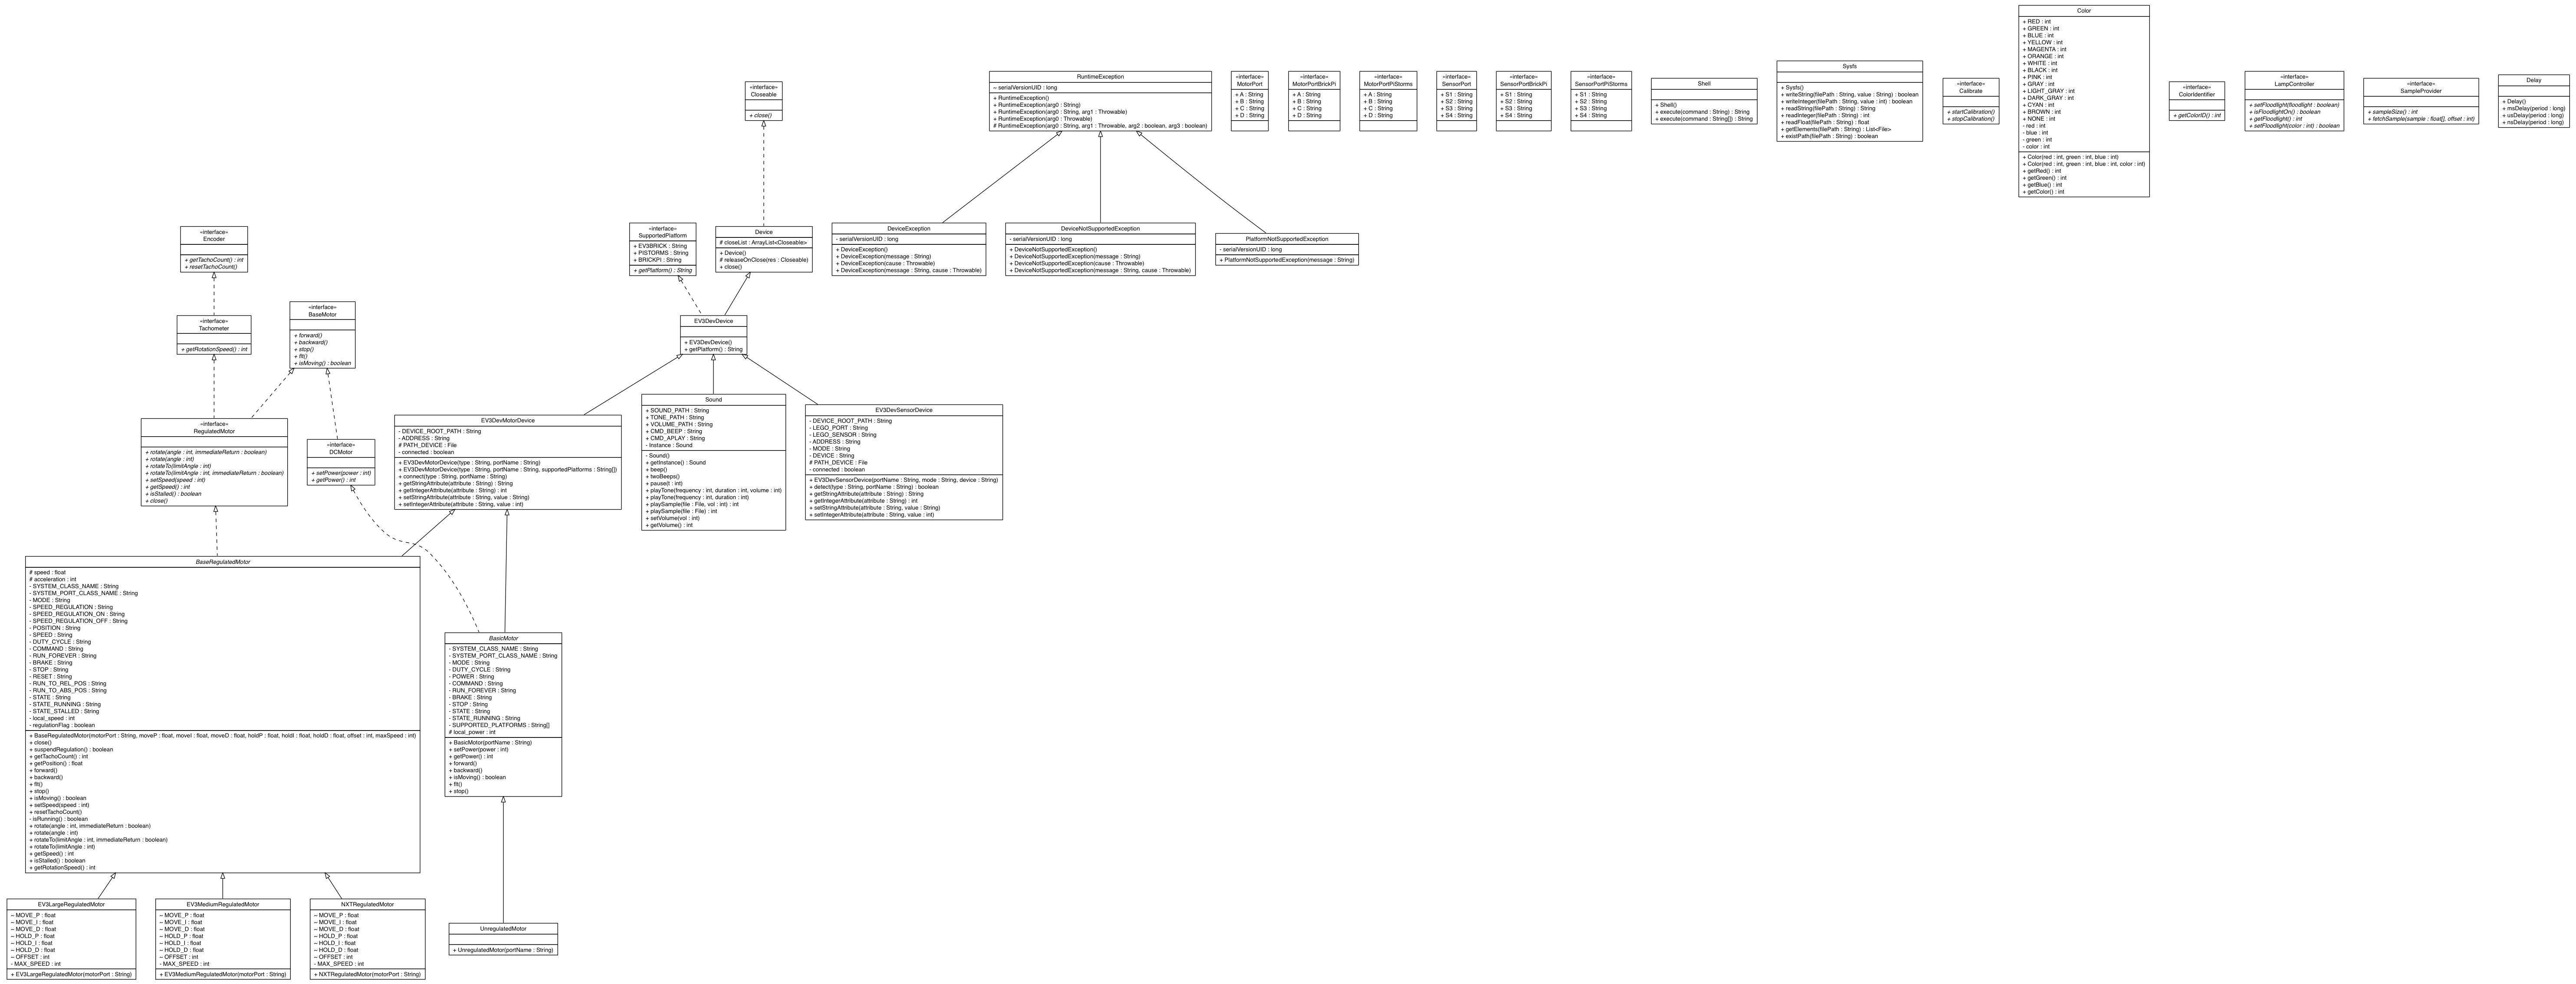 «interface»
Encoder
+ getTachoCount() : int
+ resetTachoCount()
«interface»
Tachometer
+ getRotationSpeed() : int
«interface»
BaseMotor
+ forward()
+ backward()
+ stop()
+ flt()
+ isMoving() : boolean
«interface»
RegulatedMotor
+ rotate(angle : int, immediateReturn : boolean)
+ rotate(angle : int)
+ rotateTo(limitAngle : int)
+ rotateTo(limitAngle : int, immediateReturn : boolean)
+ setSpeed(speed : int)
+ getSpeed() : int
+ isStalled() : boolean
+ close()
«interface»
DCMotor
+ setPower(power : int)
+ getPower() : int
«interface»
Closeable
+ close()
«interface»
SupportedPlatform
+ EV3BRICK : String
+ PISTORMS : String
+ BRICKPI : String
+ getPlatform() : String
Device
# closeList : ArrayList<Closeable>
+ Device()
# releaseOnClose(res : Closeable)
+ close()
EV3DevDevice
+ EV3DevDevice()
+ getPlatform() : String
EV3DevMotorDevice
- DEVICE_ROOT_PATH : String
- ADDRESS : String
# PATH_DEVICE : File
- connected : boolean
+ EV3DevMotorDevice(type : String, portName : String)
+ EV3DevMotorDevice(type : String, portName : String, supportedPlatforms : String[])
+ connect(type : String, portName : String)
+ getStringAttribute(attribute : String) : String
+ getIntegerAttribute(attribute : String) : int
+ setStringAttribute(attribute : String, value : String)
+ setIntegerAttribute(attribute : String, value : int)
Sound
+ SOUND_PATH : String
+ TONE_PATH : String
+ VOLUME_PATH : String
+ CMD_BEEP : String
+ CMD_APLAY : String
- Instance : Sound
- Sound()
+ getInstance() : Sound
+ beep()
+ twoBeeps()
+ pause(t : int)
+ playTone(frequency : int, duration : int, volume : int)
+ playTone(frequency : int, duration : int)
+ playSample(file : File, vol : int) : int
+ playSample(file : File) : int
+ setVolume(vol : int)
+ getVolume() : int
EV3DevSensorDevice
- DEVICE_ROOT_PATH : String
- LEGO_PORT : String
- LEGO_SENSOR : String
- ADDRESS : String
- MODE : String
- DEVICE : String
# PATH_DEVICE : File
- connected : boolean
+ EV3DevSensorDevice(portName : String, mode : String, device : String)
+ detect(type : String, portName : String) : boolean
+ getStringAttribute(attribute : String) : String
+ getIntegerAttribute(attribute : String) : int
+ setStringAttribute(attribute : String, value : String)
+ setIntegerAttribute(attribute : String, value : int)
BaseRegulatedMotor
# speed : float
# acceleration : int
- SYSTEM_CLASS_NAME : String
- SYSTEM_PORT_CLASS_NAME : String
- MODE : String
- SPEED_REGULATION : String
- SPEED_REGULATION_ON : String
- SPEED_REGULATION_OFF : String
- POSITION : String
- SPEED : String
- DUTY_CYCLE : String
- COMMAND : String
- RUN_FOREVER : String
- BRAKE : String
- STOP : String
- RESET : String
- RUN_TO_REL_POS : String
- RUN_TO_ABS_POS : String
- STATE : String
- STATE_RUNNING : String
- STATE_STALLED : String
- local_speed : int
- regulationFlag : boolean
+ BaseRegulatedMotor(motorPort : String, moveP : float, moveI : float, moveD : float, holdP : float, holdI : float, holdD : float, offset : int, maxSpeed : int)
+ close()
+ suspendRegulation() : boolean
+ getTachoCount() : int
+ getPosition() : float
+ forward()
+ backward()
+ flt()
+ stop()
+ isMoving() : boolean
+ setSpeed(speed : int)
+ resetTachoCount()
- isRunning() : boolean
+ rotate(angle : int, immediateReturn : boolean)
+ rotate(angle : int)
+ rotateTo(limitAngle : int, immediateReturn : boolean)
+ rotateTo(limitAngle : int)
+ getSpeed() : int
+ isStalled() : boolean
+ getRotationSpeed() : int
BasicMotor
- SYSTEM_CLASS_NAME : String
- SYSTEM_PORT_CLASS_NAME : String
- MODE : String
- DUTY_CYCLE : String
- POWER : String
- COMMAND : String
- RUN_FOREVER : String
- BRAKE : String
- STOP : String
- STATE : String
- STATE_RUNNING : String
- SUPPORTED_PLATFORMS : String[]
# local_power : int
+ BasicMotor(portName : String)
+ setPower(power : int)
+ getPower() : int
+ forward()
+ backward()
+ isMoving() : boolean
+ flt()
+ stop()
EV3LargeRegulatedMotor
~ MOVE_P : float
~ MOVE_I : float
~ MOVE_D : float
~ HOLD_P : float
~ HOLD_I : float
~ HOLD_D : float
~ OFFSET : int
- MAX_SPEED : int
+ EV3LargeRegulatedMotor(motorPort : String)
EV3MediumRegulatedMotor
~ MOVE_P : float
~ MOVE_I : float
~ MOVE_D : float
~ HOLD_P : float
~ HOLD_I : float
~ HOLD_D : float
~ OFFSET : int
- MAX_SPEED : int
+ EV3MediumRegulatedMotor(motorPort : String)
NXTRegulatedMotor
~ MOVE_P : float
~ MOVE_I : float
~ MOVE_D : float
~ HOLD_P : float
~ HOLD_I : float
~ HOLD_D : float
~ OFFSET : int
- MAX_SPEED : int
+ NXTRegulatedMotor(motorPort : String)
UnregulatedMotor
+ UnregulatedMotor(portName : String)
RuntimeException
~ serialVersionUID : long
+ RuntimeException()
+ RuntimeException(arg0 : String)
+ RuntimeException(arg0 : String, arg1 : Throwable)
+ RuntimeException(arg0 : Throwable)
# RuntimeException(arg0 : String, arg1 : Throwable, arg2 : boolean, arg3 : boolean)
DeviceException
- serialVersionUID : long
+ DeviceException()
+ DeviceException(message : String)
+ DeviceException(cause : Throwable)
+ DeviceException(message : String, cause : Throwable)
DeviceNotSupportedException
- serialVersionUID : long
+ DeviceNotSupportedException()
+ DeviceNotSupportedException(message : String)
+ DeviceNotSupportedException(cause : Throwable)
+ DeviceNotSupportedException(message : String, cause : Throwable)
PlatformNotSupportedException
- serialVersionUID : long
+ PlatformNotSupportedException(message : String)
«interface»
MotorPort
+ A : String
+ B : String
+ C : String
+ D : String
«interface»
MotorPortBrickPi
+ A : String
+ B : String
+ C : String
+ D : String
«interface»
MotorPortPiStorms
+ A : String
+ B : String
+ C : String
+ D : String
«interface»
SensorPort
+ S1 : String
+ S2 : String
+ S3 : String
+ S4 : String
«interface»
SensorPortBrickPi
+ S1 : String
+ S2 : String
+ S3 : String
+ S4 : String
«interface»
SensorPortPiStorms
+ S1 : String
+ S2 : String
+ S3 : String
+ S4 : String
Shell
+ Shell()
+ execute(command : String) : String
+ execute(command : String[]) : String
Sysfs
+ Sysfs()
+ writeString(filePath : String, value : String) : boolean
+ writeInteger(filePath : String, value : int) : boolean
+ readString(filePath : String) : String
+ readInteger(filePath : String) : int
+ readFloat(filePath : String) : float
+ getElements(filePath : String) : List<File>
+ existPath(filePath : String) : boolean
«interface»
Calibrate
+ startCalibration()
+ stopCalibration()
Color
+ RED : int
+ GREEN : int
+ BLUE : int
+ YELLOW : int
+ MAGENTA : int
+ ORANGE : int
+ WHITE : int
+ BLACK : int
+ PINK : int
+ GRAY : int
+ LIGHT_GRAY : int
+ DARK_GRAY : int
+ CYAN : int
+ BROWN : int
+ NONE : int
- red : int
- blue : int
- green : int
- color : int
+ Color(red : int, green : int, blue : int)
+ Color(red : int, green : int, blue : int, color : int)
+ getRed() : int
+ getGreen() : int
+ getBlue() : int
+ getColor() : int
«interface»
ColorIdentifier
+ getColorID() : int
«interface»
LampController
+ setFloodlight(floodlight : boolean)
+ isFloodlightOn() : boolean
+ getFloodlight() : int
+ setFloodlight(color : int) : boolean
«interface»
SampleProvider
+ sampleSize() : int
+ fetchSample(sample : float[], offset : int)
Delay
+ Delay()
+ msDelay(period : long)
+ usDelay(period : long)
+ nsDelay(period : long)